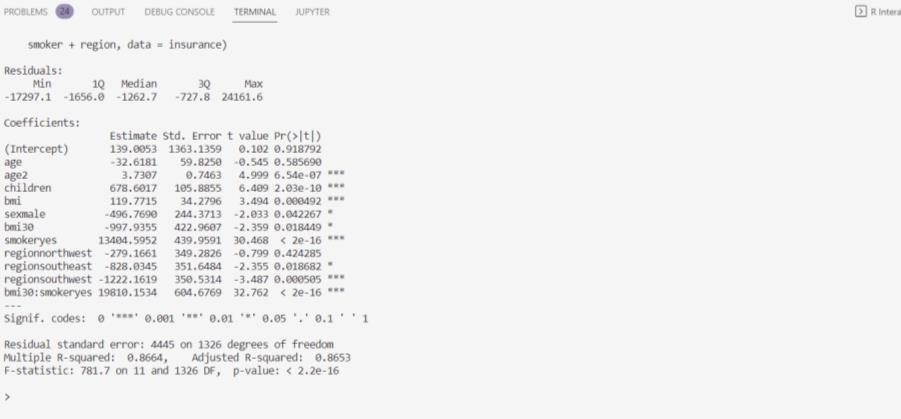 PROBLEMS 24 OUTPUT DEBUG CONSOLE TERMINAL JUPYTER R Intera
smoker + region, data = insurance)
Residuals:
Min 1Q Median 3Q Max
-17297.1 -1656.0 -1262.7 -727.8 24161.6
Coefficients:
Estimate Std. Error t value Pr(>|t|)
(Intercept) 139.0053 1363.1359 0.102 0.918792
age -32.6181 59.8250 -0.545 0.585690
age2 3.7307 0.7463 4.999 6.54e-07 ***
children 678.6017 105.8855 6.409 2.03e-10 ***
bmi 119.7715 34.2796 3.494 0.000492 ***
sexmale -496.7690 244.3713 -2.033 0.042267 *
bmi30 -997.9355 422.9607 -2.359 0.018449 *
smokeryes 13404.5952 439.9591 30.468 < 2e-16 ***
regionnorthwest -279.1661 349.2826 -0.799 0.424285
regionsoutheast -828.0345 351.6484 -2.355 0.018682 *
regionsouthwest -1222.1619 350.5314 -3.487 0.000505 ***
bmi30:smokeryes 19810.1534 604.6769 32.762 < 2e-16 ***
---
Signif. codes: 0 '***' 0.001 '**' 0.01 '*' 0.05 '.' 0.1 ' ' 1
Residual standard error: 4445 on 1326 degrees of freedom
Multiple R-squared: 0.8664, Adjusted R-squared: 0.8653
F-statistic: 781.7 on 11 and 1326 DF, p-value: < 2.2e-16
>